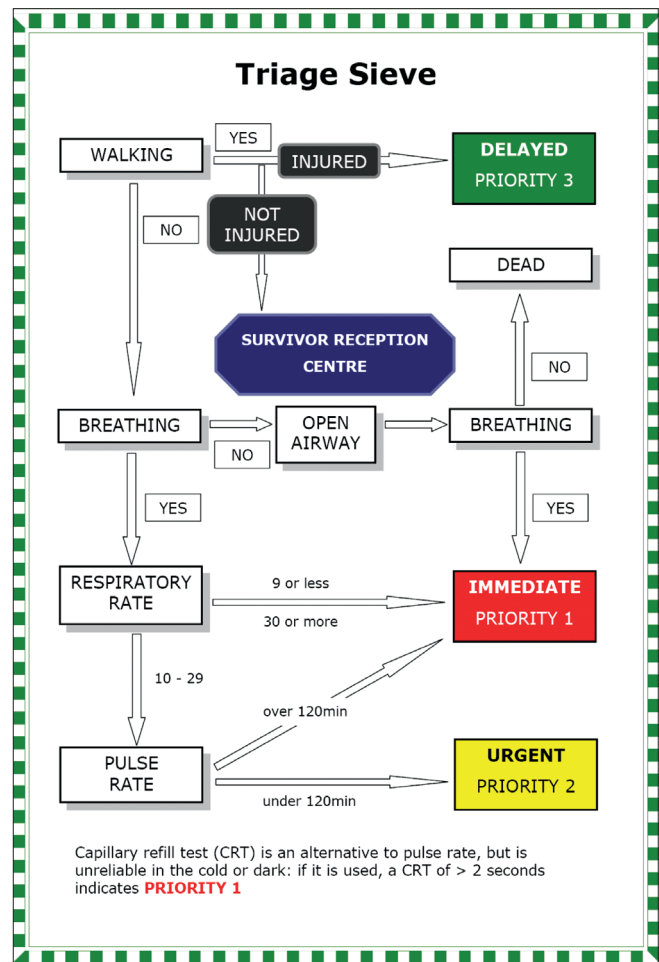 Triage Sieve
YES
WALKING
INJURED
DELAYED
PRIORITY 3
NO
NOT
INJURED
DEAD
SURVIVOR RECEPTION
CENTRE
NO
BREATHING
OPEN
AIRWAY
BREATHING
NO
YES
YES
RESPIRATORY
RATE
9 or less
30 or more
IMMEDIATE
PRIORITY 1
10 - 29
over 120min
PULSE
RATE
under 120min
URGENT
PRIORITY 2
Capillary refill test (CRT) is an alternative to pulse rate, but is
unreliable in the cold or dark: if it is used, a CRT of > 2 seconds
indicates PRIORITY 1